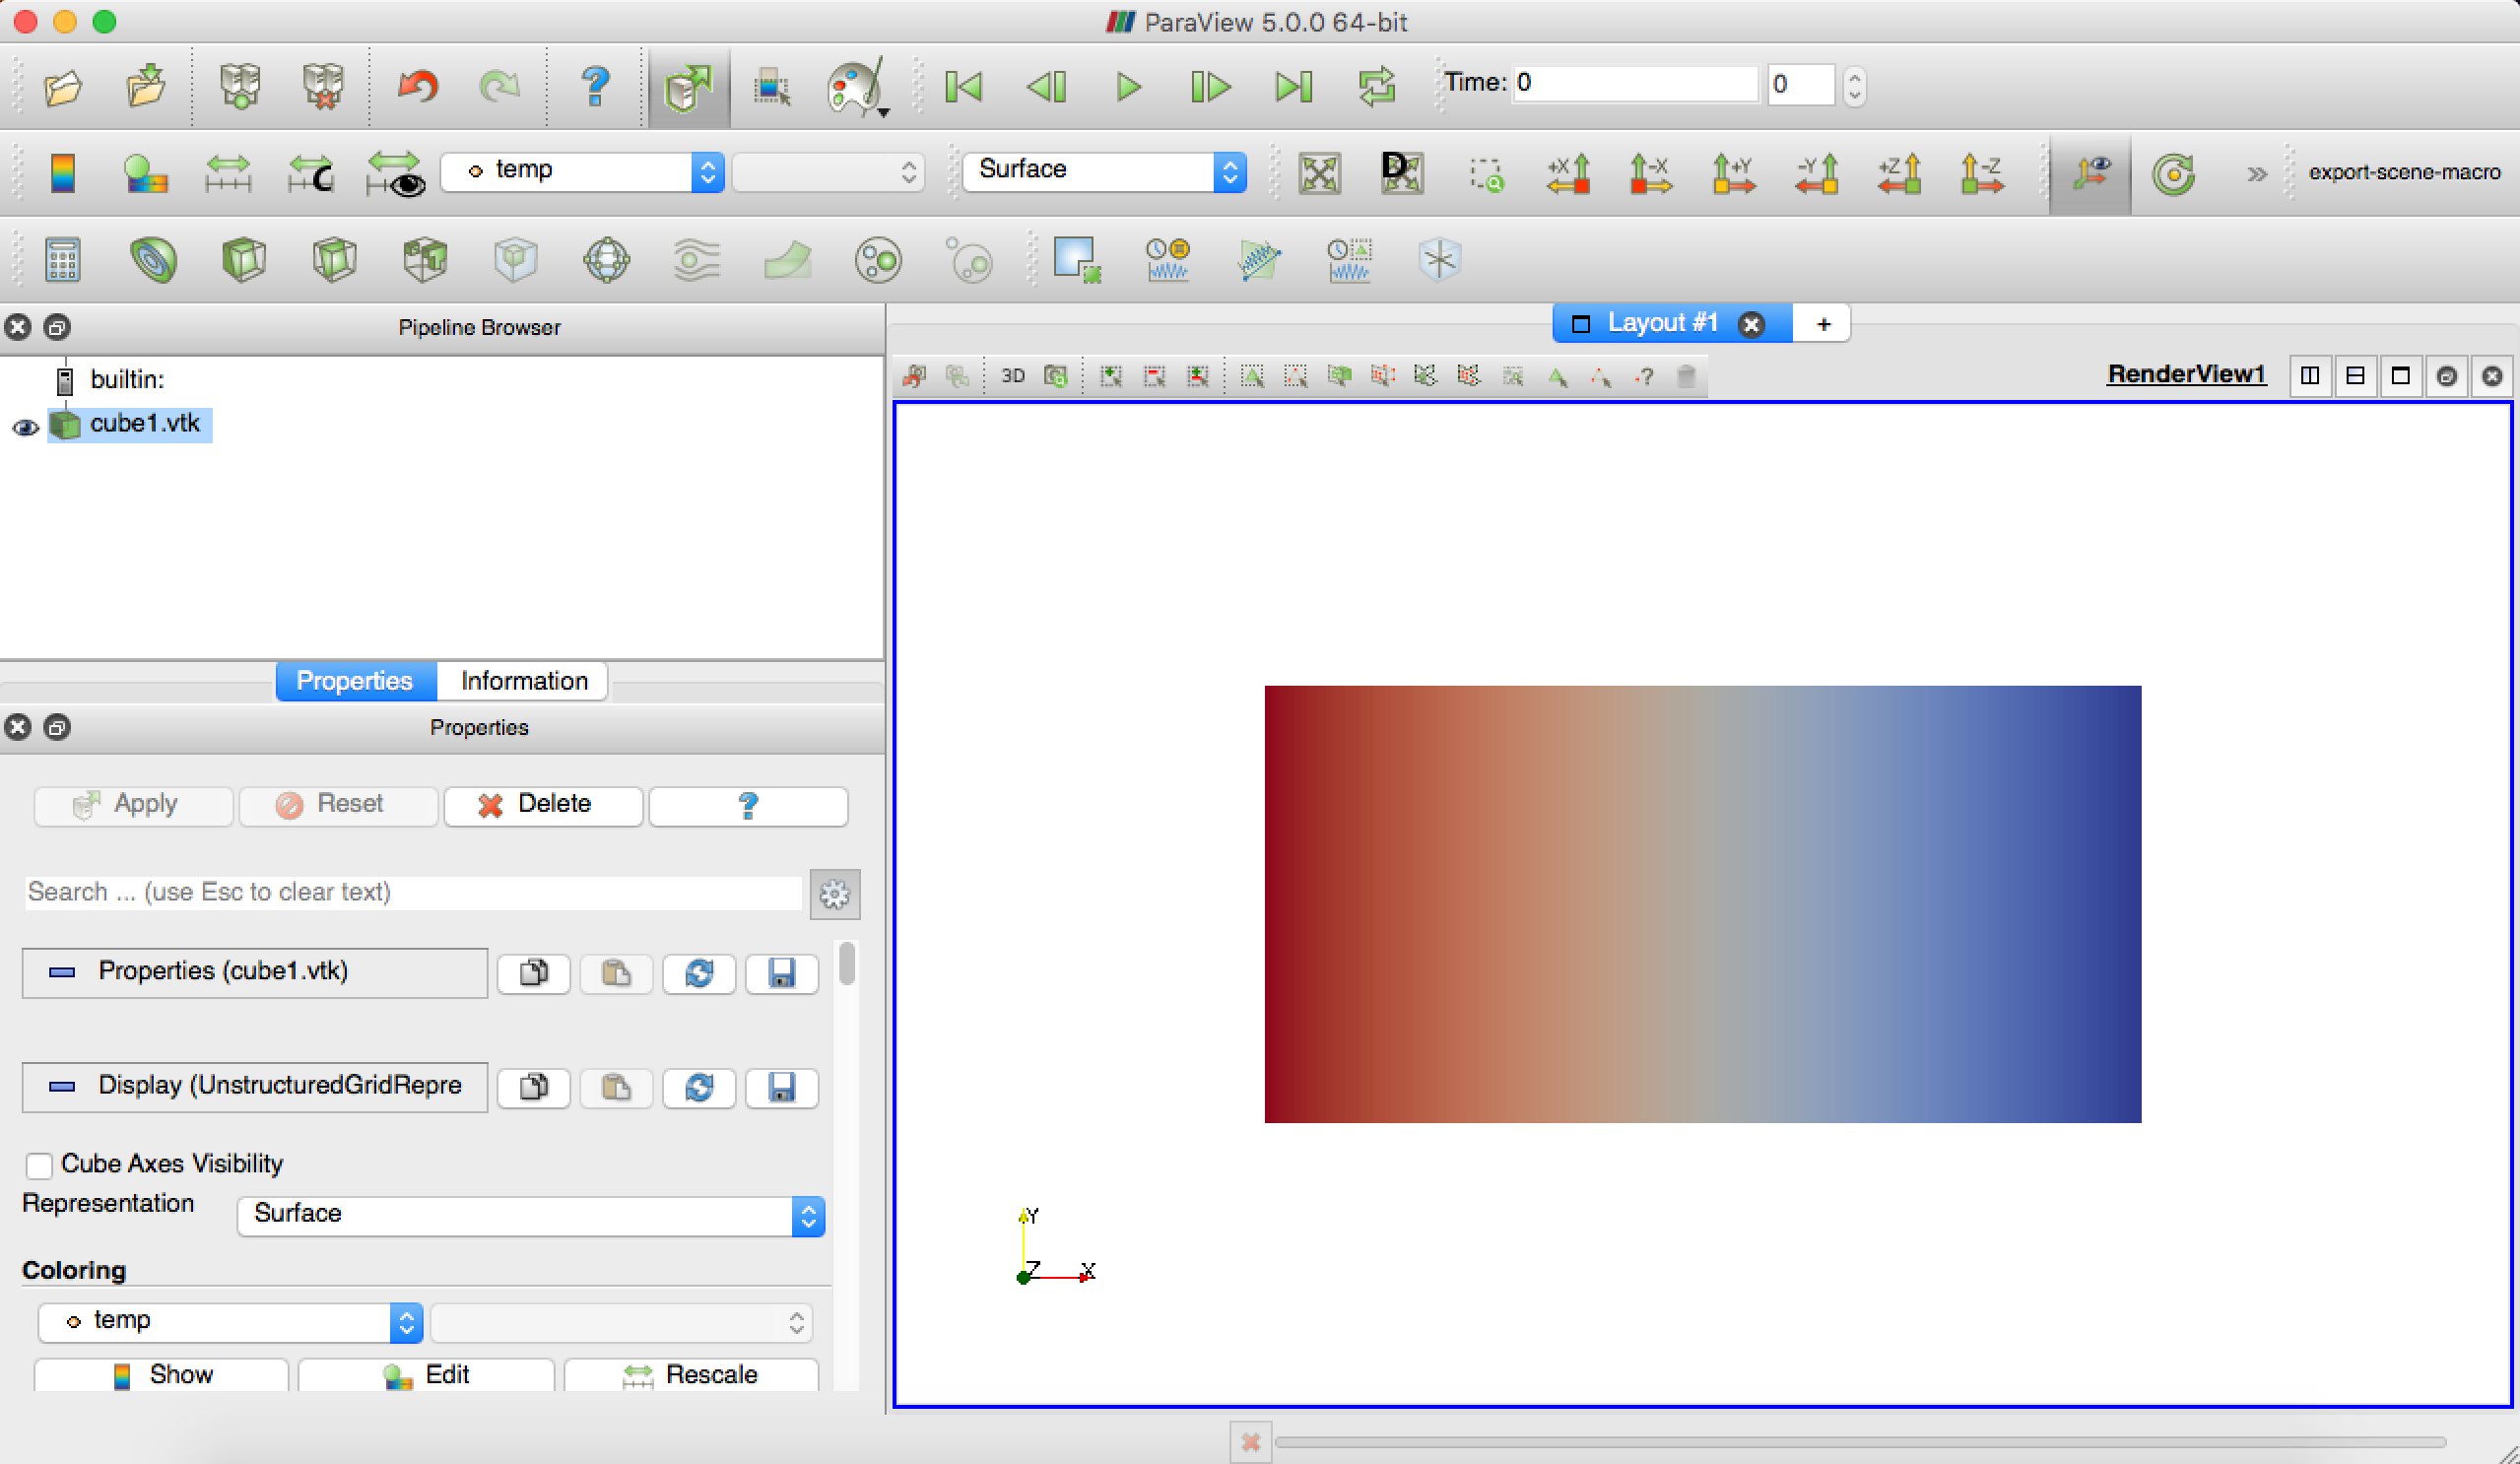 ParaView 5.0.0 64-bit
Time: 0 0
C temp Surface D +X -X +Y -Y +Z -Z » export-scene-macro
Pipeline Browser
Layout #1 +
builtin:
3D ? RenderView1
cube1.vtk
Properties Information
Properties
Apply Reset Delete ?
Search ... (use Esc to clear text)
Properties (cube1.vtk)
Display (UnstructuredGridRepre
Cube Axes Visibility
Representation Surface
Y
Z X
Coloring
temp
Show Edit Rescale